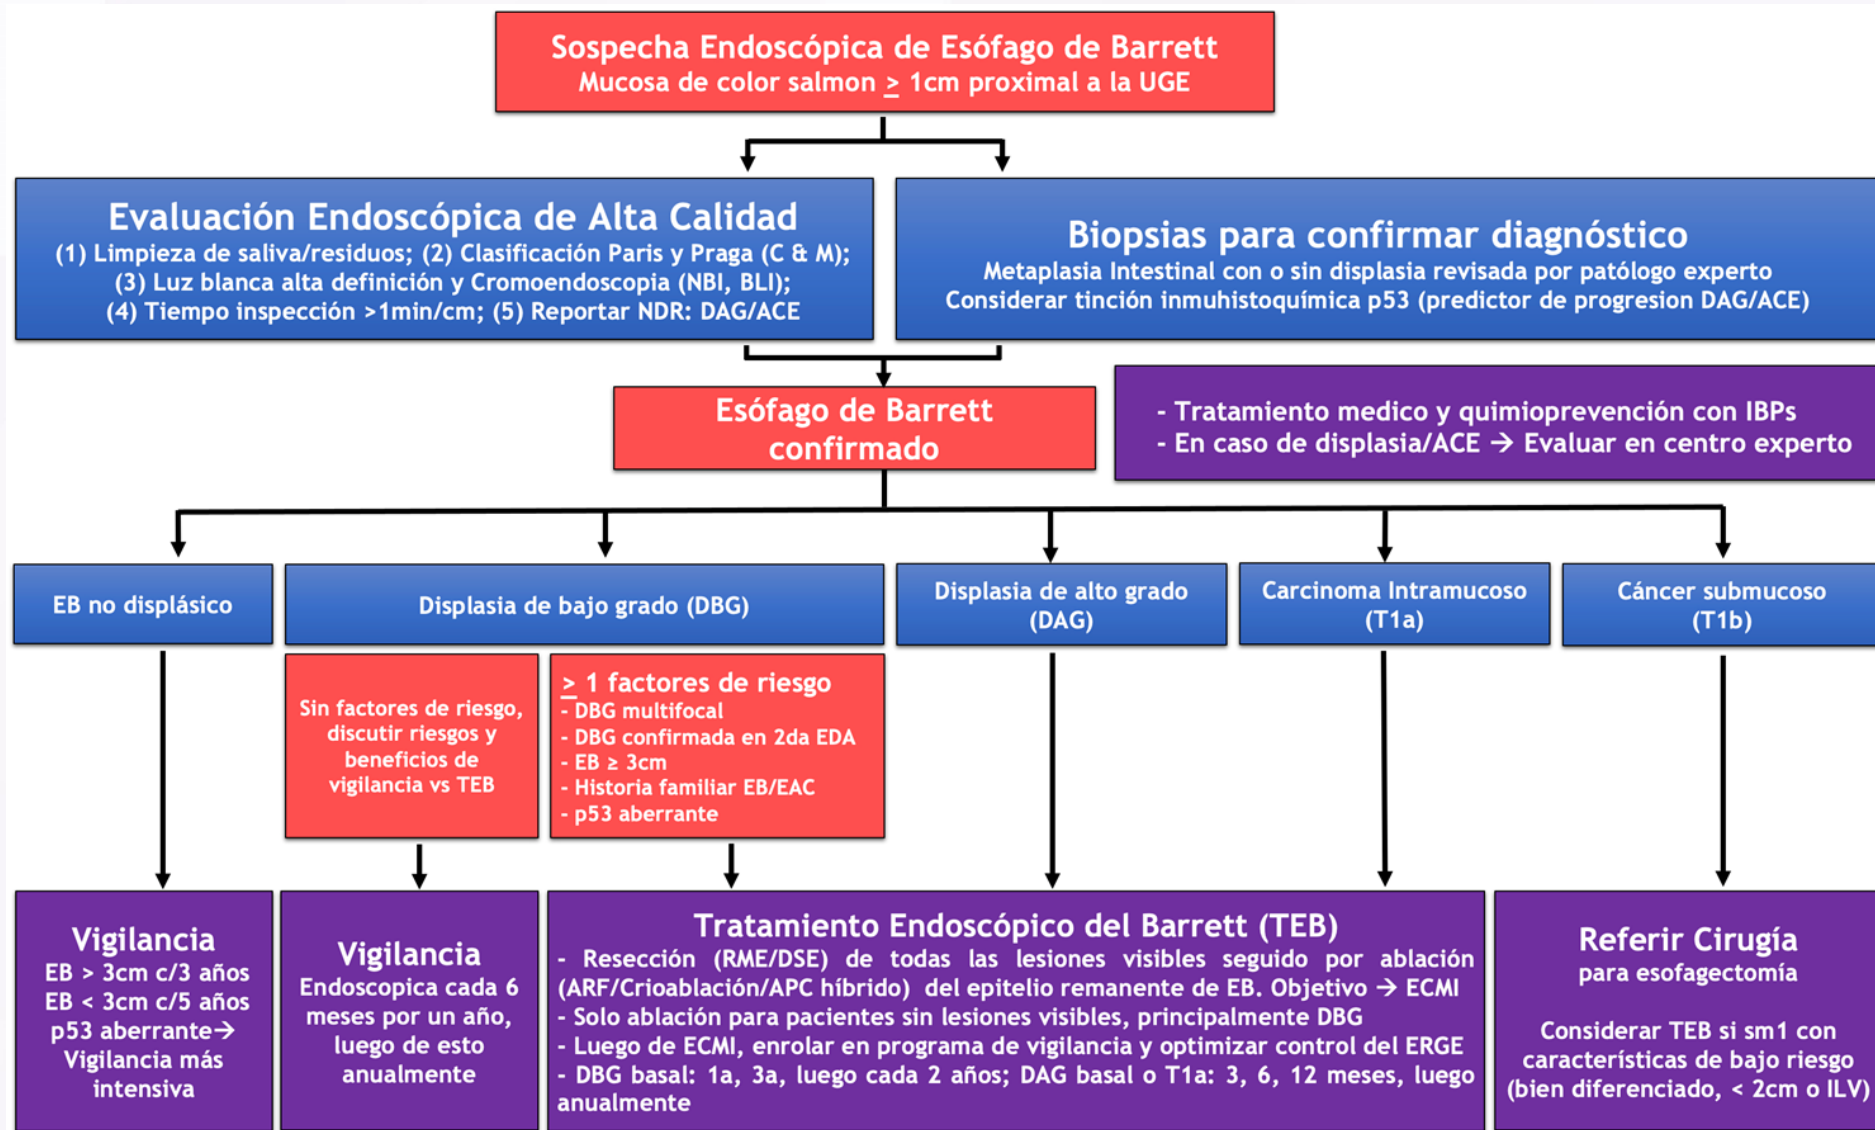 Sospecha Endoscópica de Esófago de Barrett
Mucosa de color salmon ≥ 1cm proximal a la UGE
Evaluación Endoscópica de Alta Calidad
(1) Limpieza de saliva/residuos; (2) Clasificación Paris y Praga (C & M);
(3) Luz blanca alta definición y Cromoendoscopia (NBI, BLI);
(4) Tiempo inspección >1min/cm; (5) Reportar NDR: DAG/ACE
Biopsias para confirmar diagnóstico
Metaplasia Intestinal con o sin displasia revisada por patólogo experto
Considerar tinción inmuhistoquímica p53 (predictor de progresion DAG/ACE)
Esófago de Barrett
confirmado
- Tratamiento medico y quimioprevención con IBPs
- En caso de displasia/ACE → Evaluar en centro experto
EB no displásico
Displasia de bajo grado (DBG)
Displasia de alto grado
(DAG)
Carcinoma Intramucoso
(T1a)
Cáncer submucoso
(T1b)
Sin factores de riesgo,
discutir riesgos y
beneficios de
vigilancia vs TEB
≥ 1 factores de riesgo
- DBG multifocal
- DBG confirmada en 2da EDA
- EB ≥ 3cm
- Historia familiar EB/EAC
- p53 aberrante
Vigilancia
EB > 3cm c/3 años
EB < 3cm c/5 años
p53 aberrante→
Vigilancia más
intensiva
Vigilancia
Endoscopica cada 6
meses por un año,
luego de esto
anualmente
Tratamiento Endoscópico del Barrett (TEB)
- Resección (RME/DSE) de todas las lesiones visibles seguido por ablación
(ARF/Crioablación/APC híbrido) del epitelio remanente de EB. Objetivo → ECMI
- Solo ablación para pacientes sin lesiones visibles, principalmente DBG
- Luego de ECMI, enrolar en programa de vigilancia y optimizar control del ERGE
- DBG basal: 1a, 3a, luego cada 2 años; DAG basal o T1a: 3, 6, 12 meses, luego
anualmente
Referir Cirugía
para esofagectomía
Considerar TEB si sm1 con
características de bajo riesgo
(bien diferenciado, < 2cm o ILV)